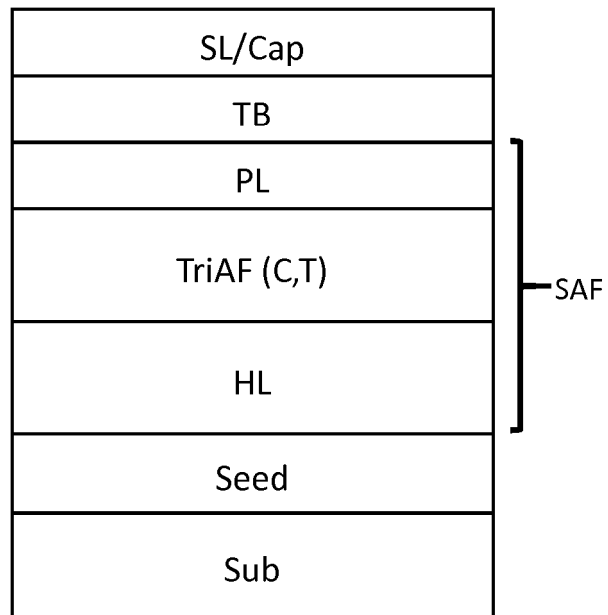 SL/Cap
TB
PL
TriAF (C,T)
SAF
HL
Seed
Sub